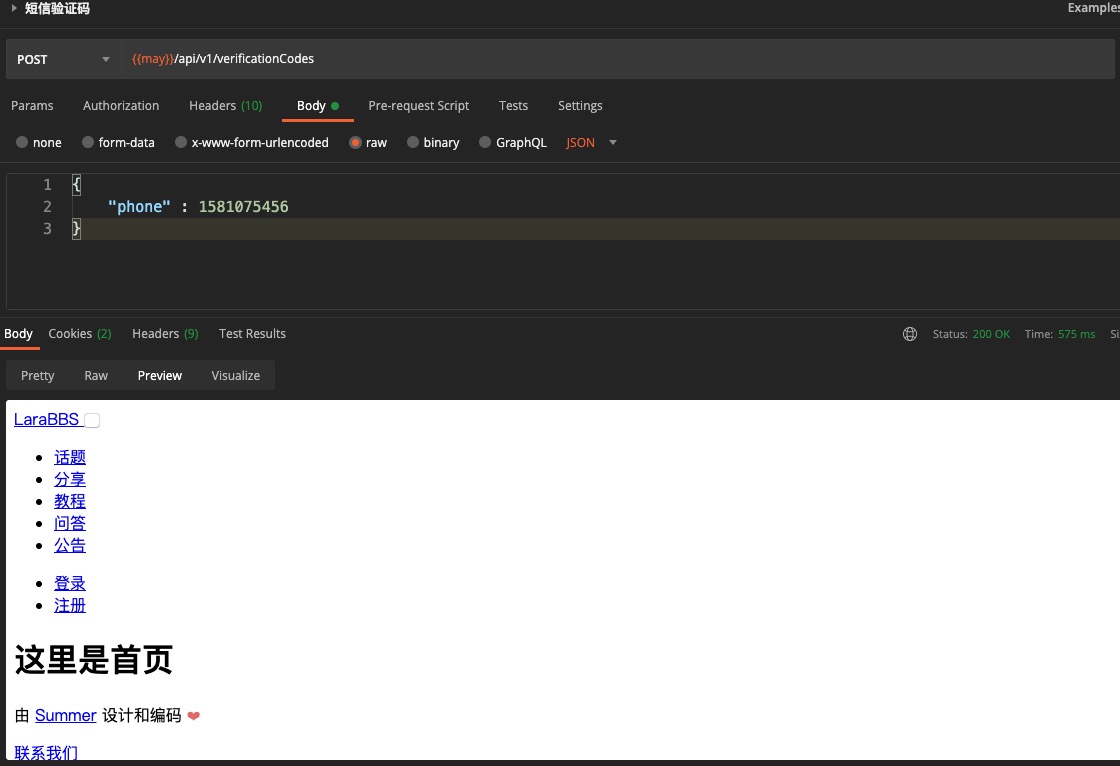 短信验证码
Examples
POST
{{may}}/api/v1/verificationCodes
Params Authorization Headers (10) Body Pre-request Script Tests Settings
none form-data x-www-form-urlencoded raw binary GraphQL JSON
1 {
2 "phone" : 1581075456
3 }
Body Cookies (2) Headers (9) Test Results Status: 200 OK Time: 575 ms Si
Pretty Raw Preview Visualize
LaraBBS
话题
分享
教程
问答
公告
登录
注册
这里是首页
由 Summer 设计和编码 ❤
联系我们